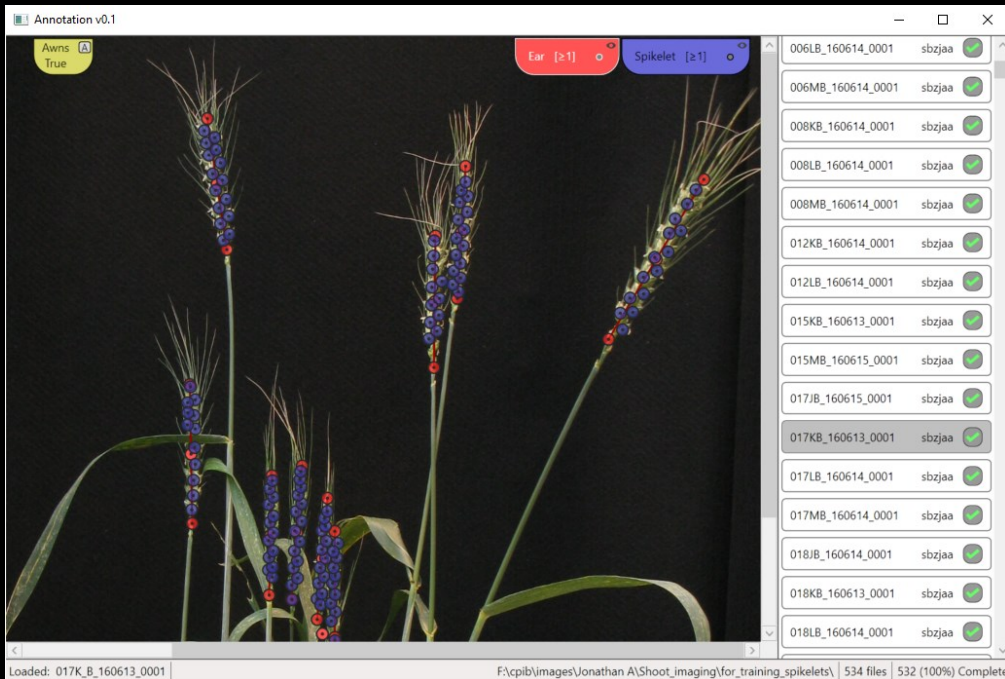 Annotation v0.1
Awns A
True
Ear [≥1]
Spikelet [≥1]
006LB_160614_0001 sbzjaa
006MB_160614_0001 sbzjaa
008KB_160614_0001 sbzjaa
008LB_160614_0001 sbzjaa
008MB_160614_0001 sbzjaa
012KB_160614_0001 sbzjaa
012LB_160614_0001 sbzjaa
015KB_160613_0001 sbzjaa
015MB_160615_0001 sbzjaa
017JB_160615_0001 sbzjaa
017KB_160613_0001 sbzjaa
017LB_160614_0001 sbzjaa
017MB_160614_0001 sbzjaa
018JB_160614_0001 sbzjaa
018KB_160613_0001 sbzjaa
018LB_160614_0001 sbzjaa
Loaded: 017K_B_160613_0001 F:\cpib\images\Jonathan A\Shoot_imaging\for_training_spikelets\ 534 files 532 (100%) Complete